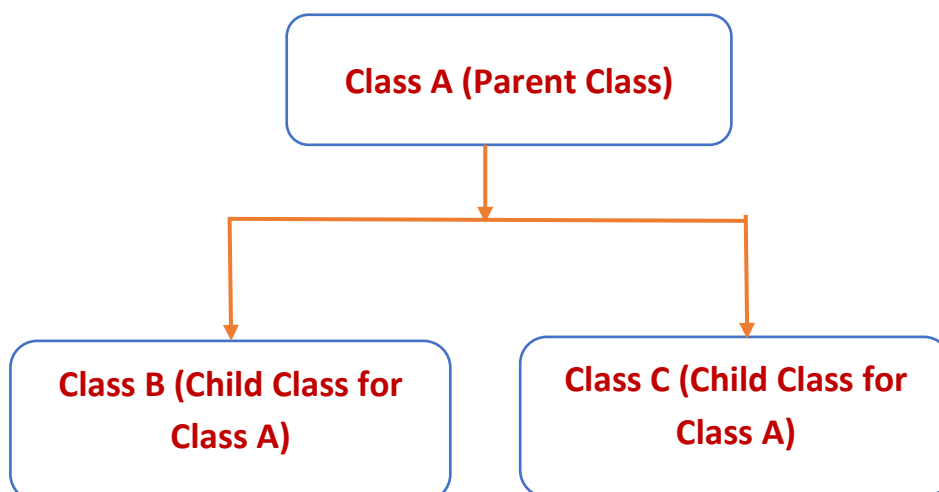 Class A (Parent Class)
Class B (Child Class for
Class A)
Class C (Child Class for
Class A)